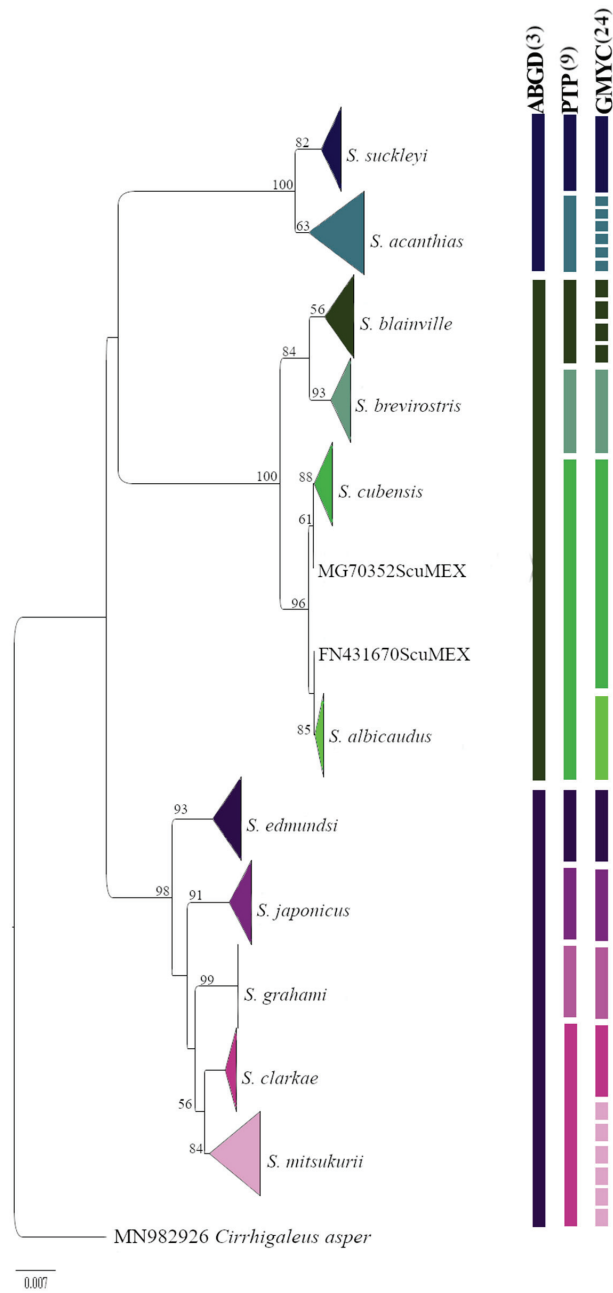 ABGD(3)
PTP(9)
GMYC(24)
82
S. suckleyi
100
63
S. acanthias
56
S. blainville
84
93
S. brevirostris
100
88
S. cubensis
61
MG70352ScuMEX
96
FN431670ScuMEX
85
S. albicaudus
93
S. edmundsi
98
91
S. japonicus
99
S. grahami
S. clarkae
56
84
S. mitsukurii
MN982926 Cirrhigaleus asper
0.007